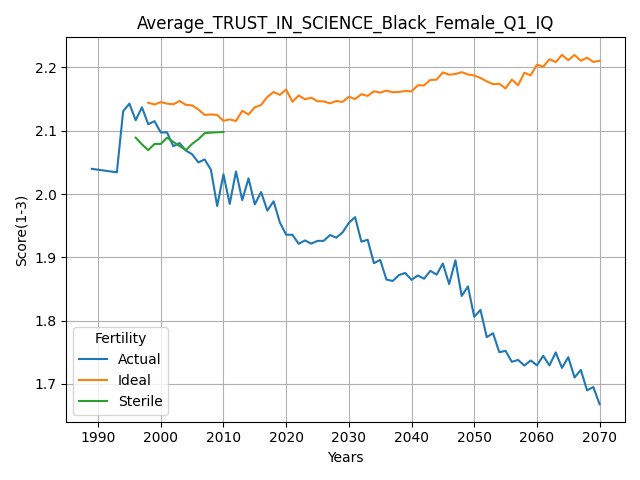 Average_TRUST_IN_SCIENCE_Black_Female_Q1_IQ
Score(1-3)
2.2
2.1
2.0
1.9
1.8
1.7
Fertility
Actual
Ideal
Sterile
1990 2000 2010 2020 2030 2040 2050 2060 2070
Years